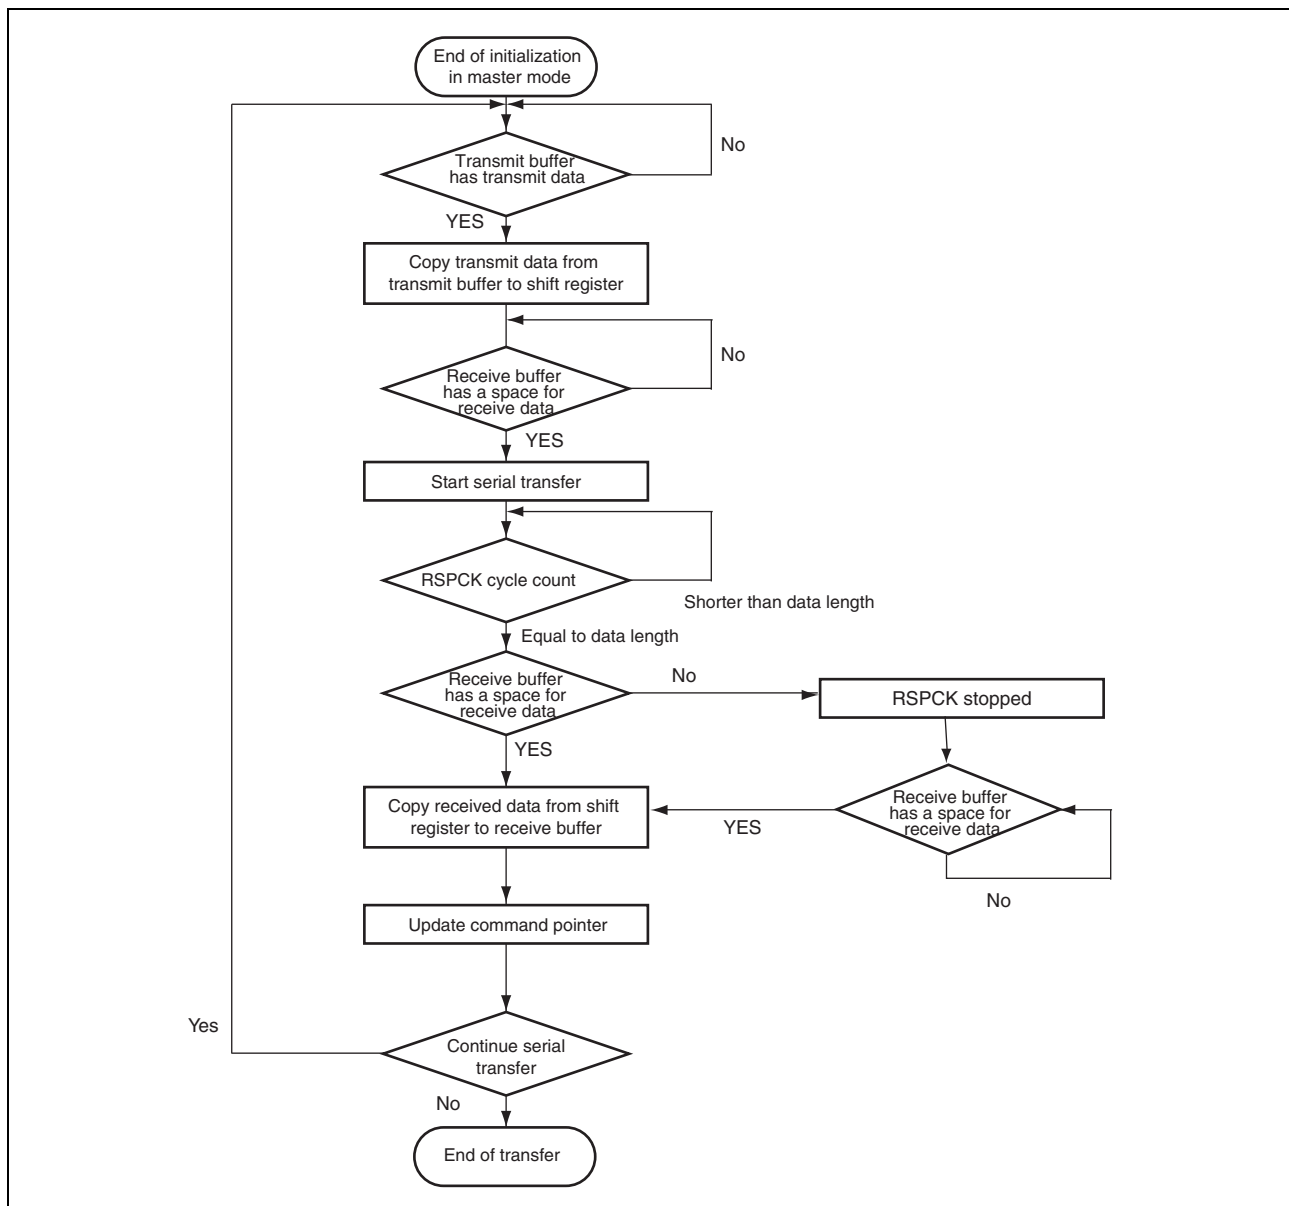 End of initialization
in master mode
No
Transmit buffer
has transmit data
YES
Copy transmit data from
transmit buffer to shift register
No
Receive buffer
has a space for
receive data
YES
Start serial transfer
RSPCK cycle count
Shorter than data length
Equal to data length
Receive buffer
has a space for
receive data
No
RSPCK stopped
YES
Copy received data from shift
register to receive buffer
YES
Receive buffer
has a space for
receive data
No
Update command pointer
Yes
Continue serial
transfer
No
End of transfer